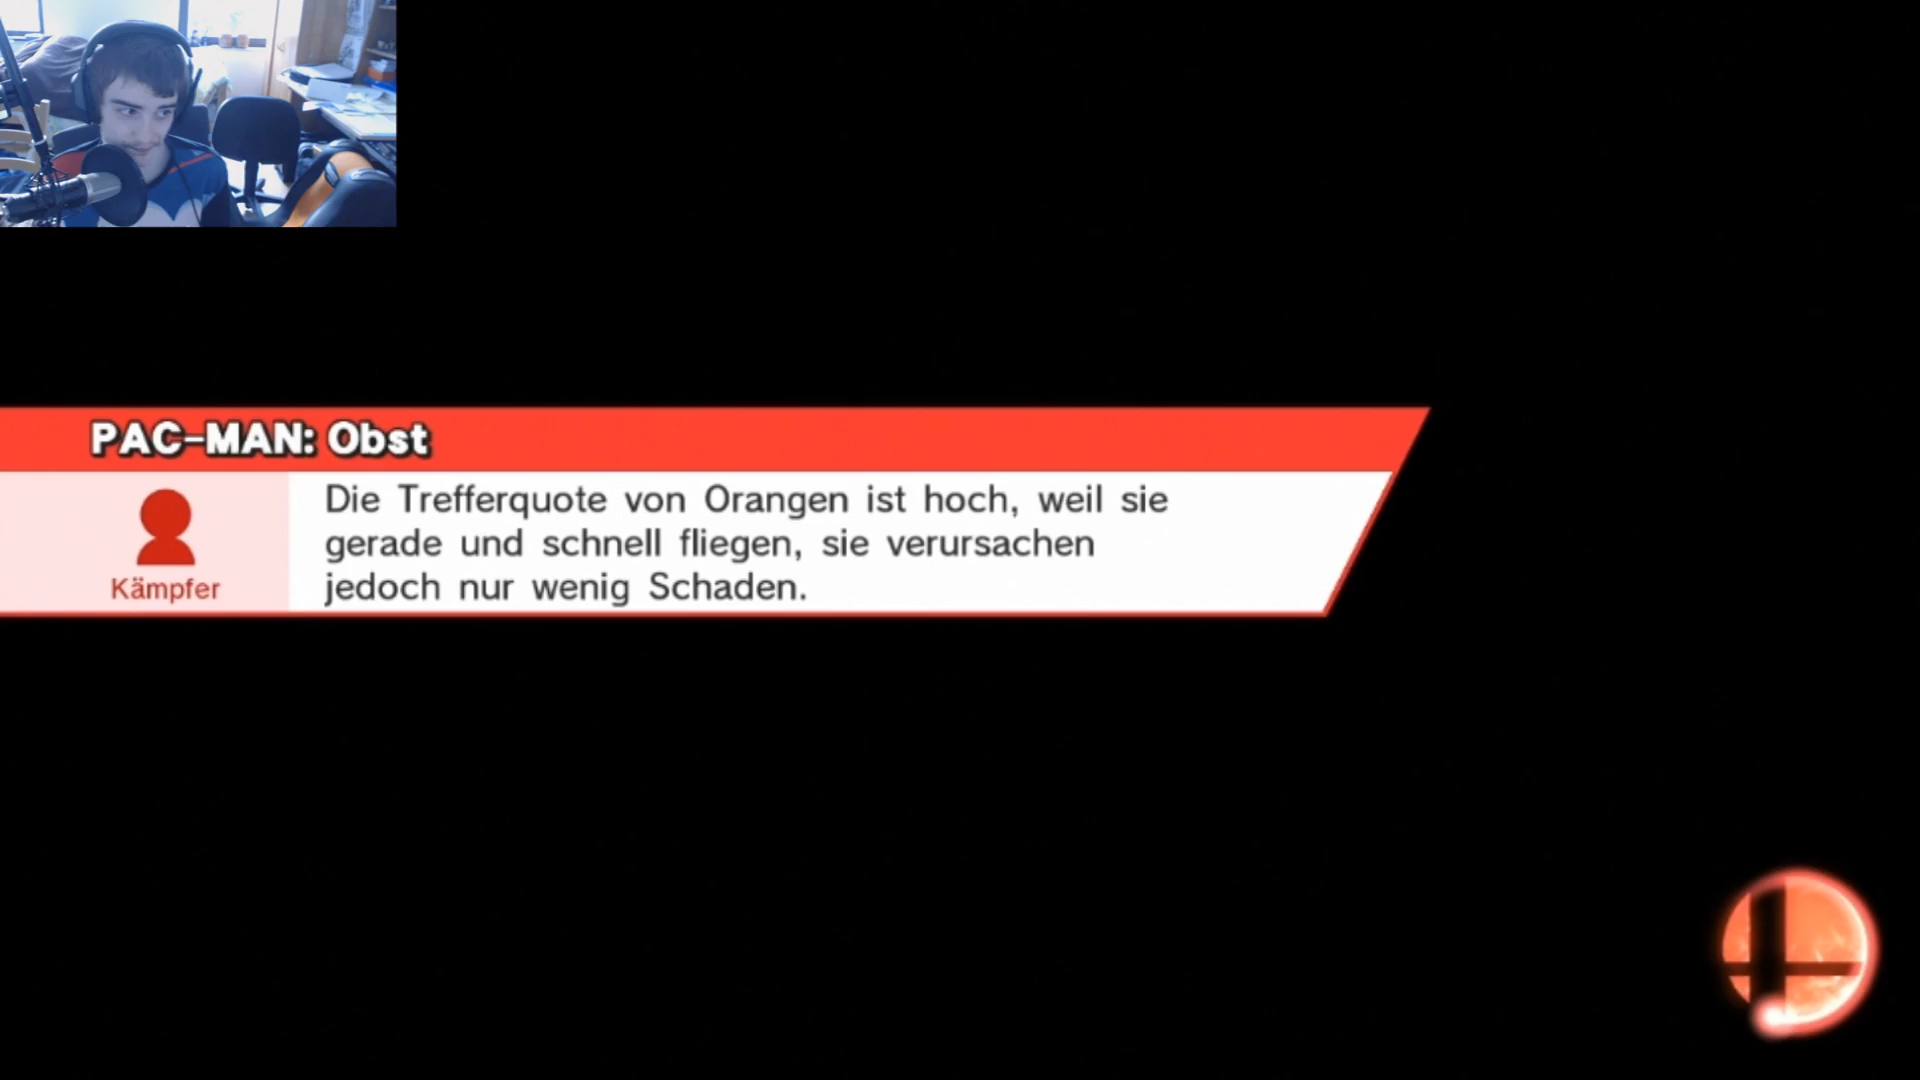 PAC-MAN: Obst
Kämpfer
Die Trefferquote von Orangen ist hoch, weil sie
gerade und schnell fliegen, sie verursachen
jedoch nur wenig Schaden.